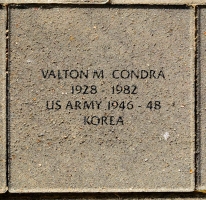 VALTON M. CONDRA
1928 - 1982
US ARMY 1946 - 48
KOREA